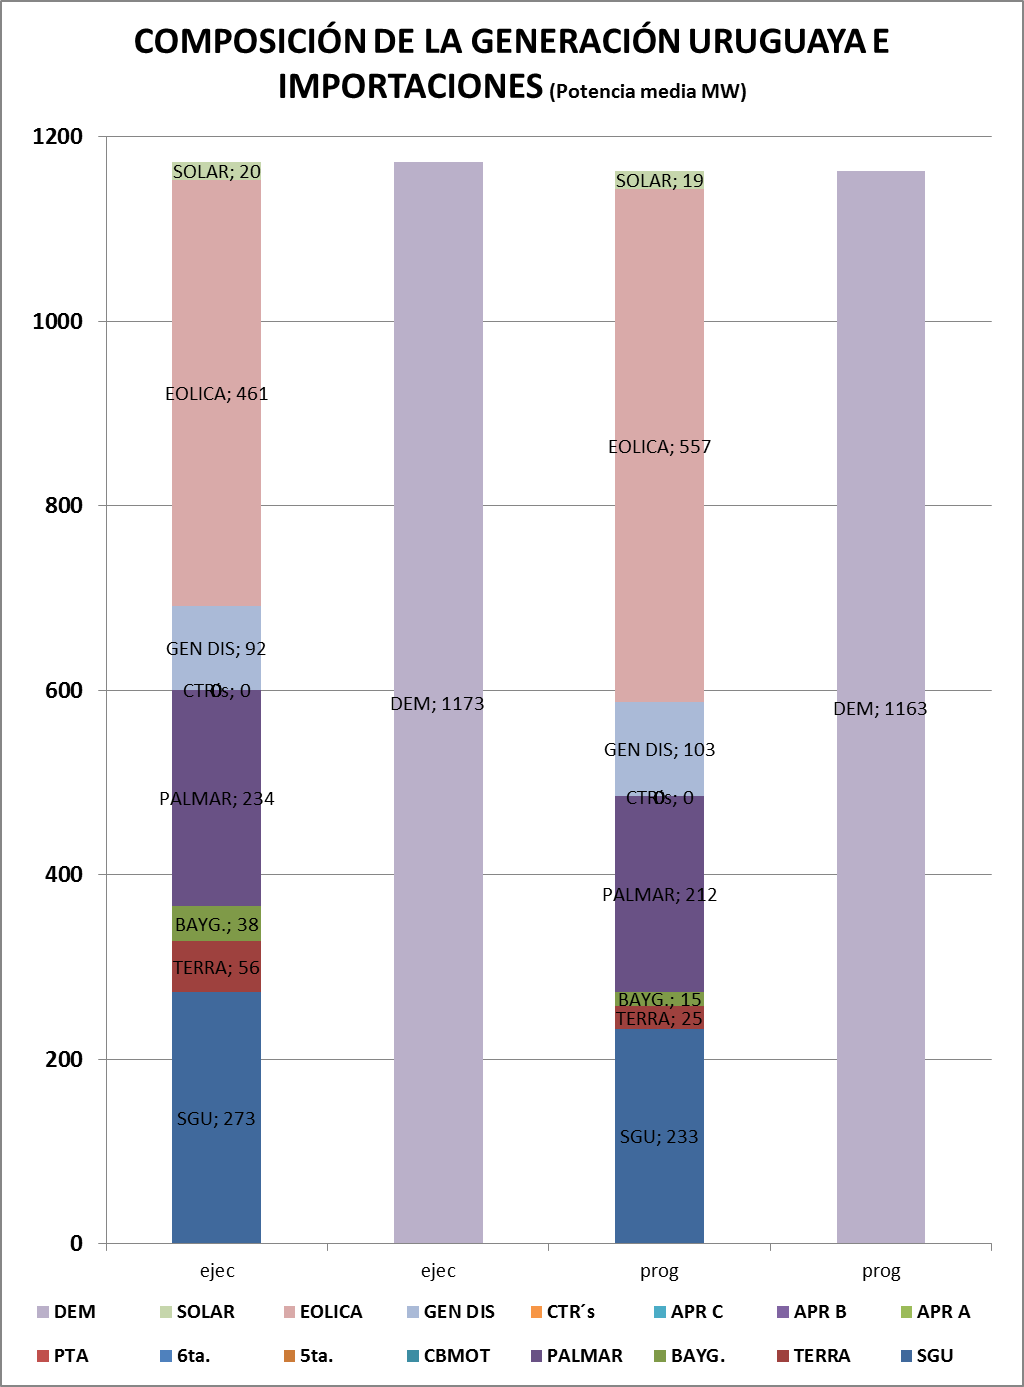 COMPOSICIÓN DE LA GENERACIÓN URUGUAYA E
IMPORTACIONES (Potencia media MW)
1200
1000
800
600
400
200
0
SOLAR; 20
EOLICA; 461
GEN DIS; 92
CTR´s; 0
0
PALMAR; 234
BAYG.; 38
TERRA; 56
SGU; 273
DEM; 1173
SOLAR; 19
EOLICA; 557
GEN DIS; 103
CTR´s; 0
0
PALMAR; 212
BAYG.; 15
TERRA; 25
SGU; 233
DEM; 1163
ejec ejec prog prog
DEM SOLAR EOLICA GEN DIS CTR´s APR C APR B APR A
PTA 6ta. 5ta. CBMOT PALMAR BAYG. TERRA SGU